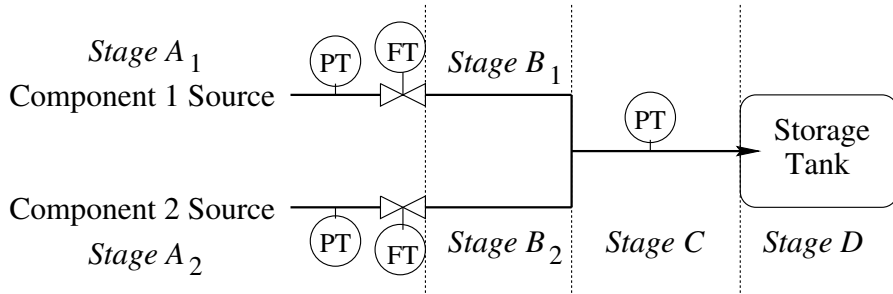 Stage A1
PT
FT
Stage B1
Component 1 Source
PT
Storage
Tank
Component 2 Source
PT
FT
Stage A2
Stage B2
Stage C
Stage D